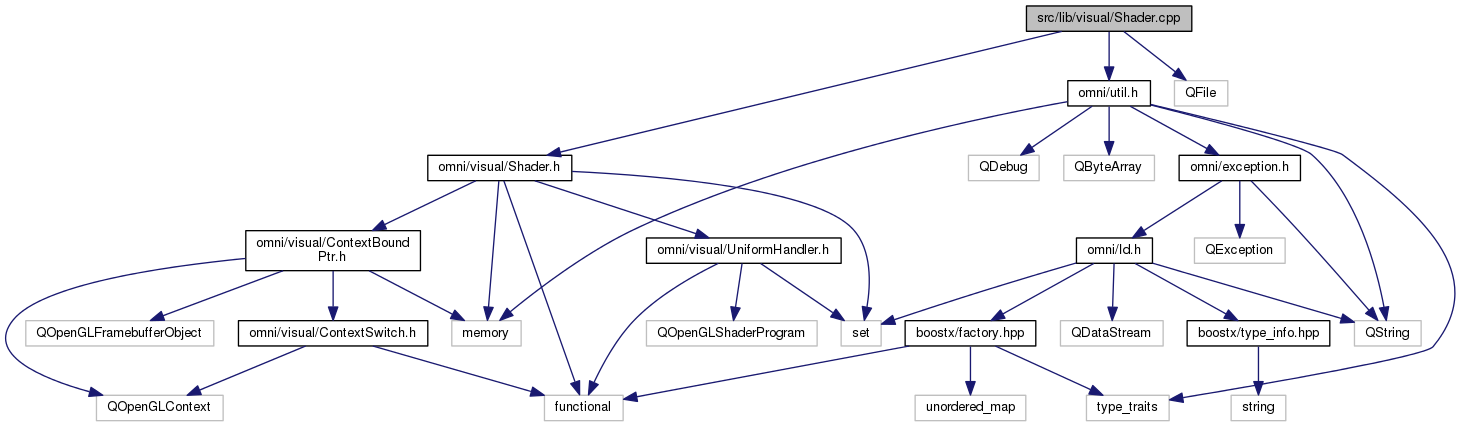 src/lib/visual/Shader.cpp
omni/util.h
QFile
omni/visual/Shader.h
QDebug
QByteArray
omni/exception.h
omni/visual/ContextBound
Ptr.h
omni/visual/UniformHandler.h
omni/Id.h
QException
QOpenGLFramebufferObject
omni/visual/ContextSwitch.h
memory
QOpenGLShaderProgram
set
boostx/factory.hpp
QDataStream
boostx/type_info.hpp
QString
QOpenGLContext
functional
unordered_map
type_traits
string